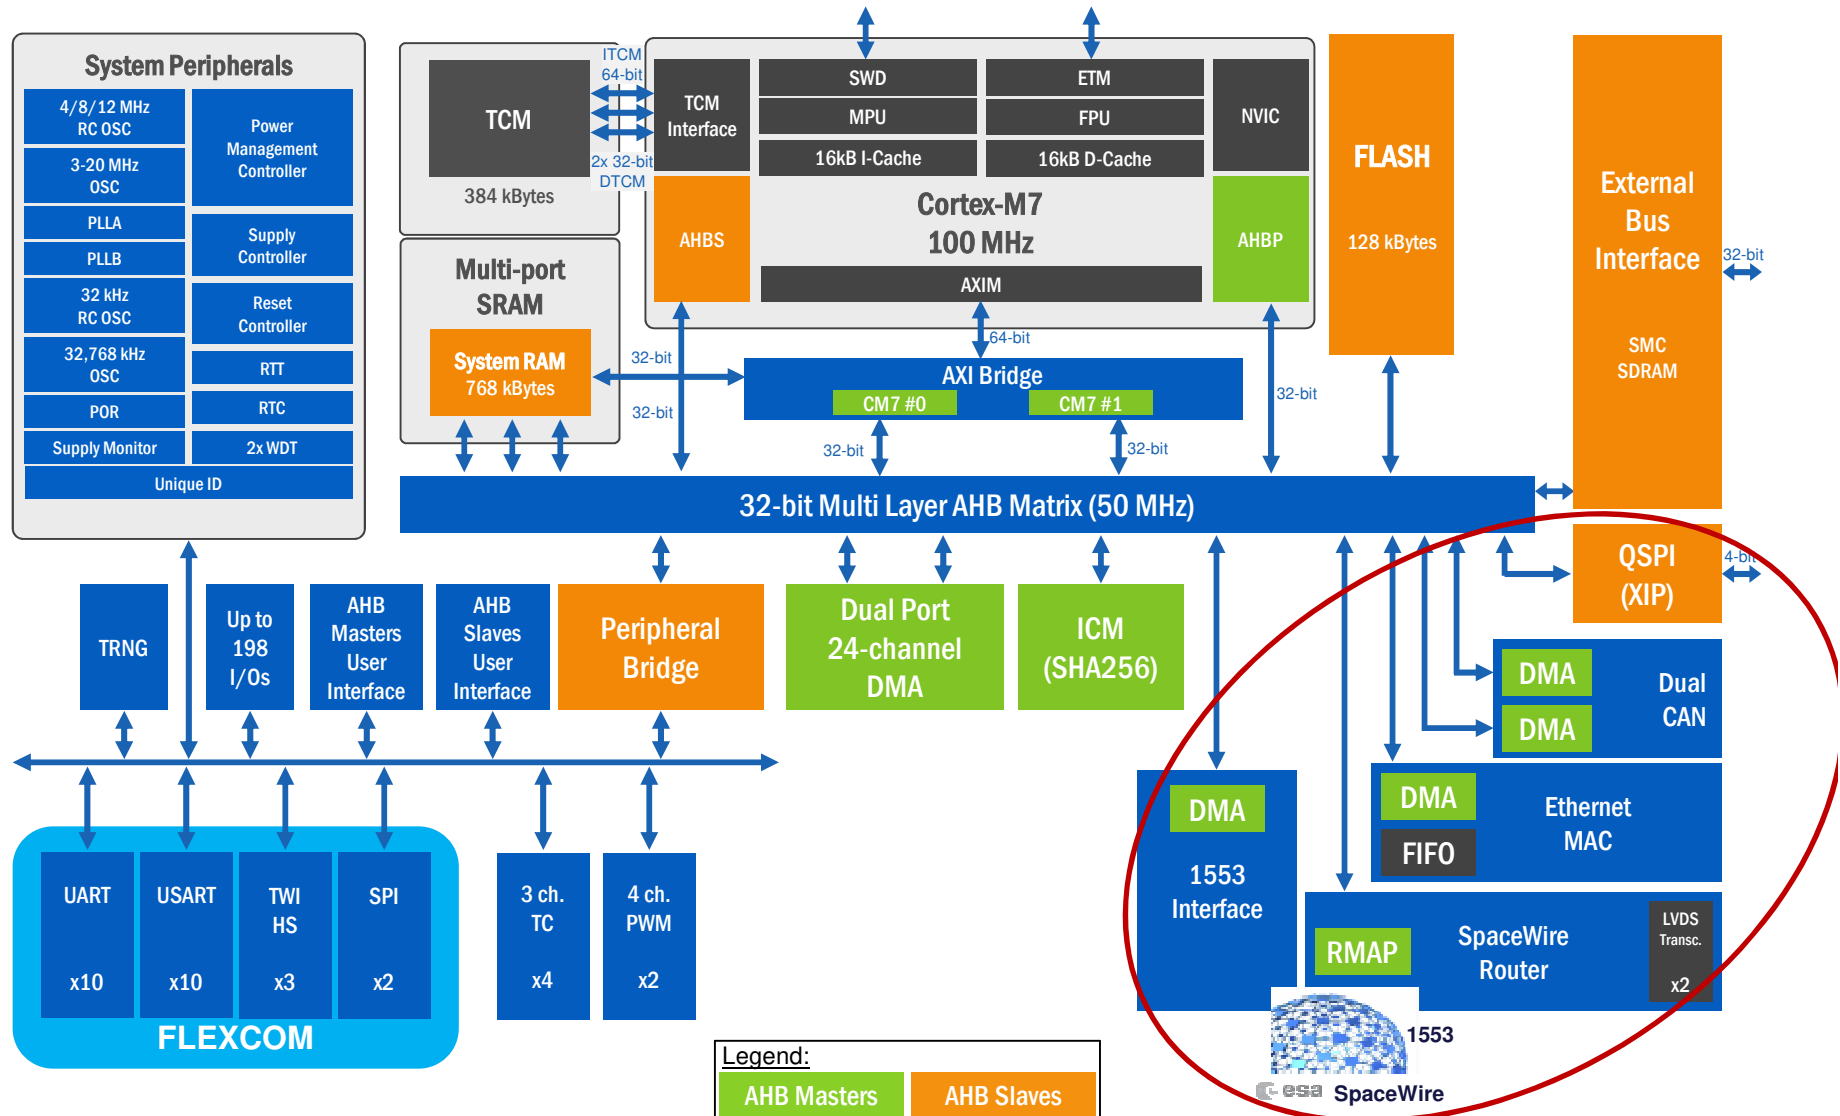 System Peripherals
4/8/12 MHz
RC OSC
3-20 MHz
OSC
PLLA
PLLB
32 kHz
RC OSC
32,768 kHz
OSC
POR
Supply Monitor
Power
Management
Controller
Supply
Controller
Reset
Controller
RTT
RTC
2x WDT
Unique ID
TCM
384 kBytes
ITCM
64-bit
2x 32-bit
DTCM
TCM
Interface
SWD
MPU
16kB I-Cache
ETM
FPU
16kB D-Cache
NVIC
AHBS
Cortex-M7
100 MHz
AHBP
AXIM
FLASH
128 kBytes
External
Bus
Interface
SMC
SDRAM
32-bit
Multi-port
SRAM
System RAM
768 kBytes
32-bit
32-bit
64-bit
AXI Bridge
CM7 #0
CM7 #1
32-bit
32-bit
32-bit
32-bit Multi Layer AHB Matrix (50 MHz)
QSPI
(XIP)
4-bit
TRNG
Up to
198
I/Os
AHB
Masters
User
Interface
AHB
Slaves
User
Interface
Peripheral
Bridge
Dual Port
24-channel
DMA
ICM
(SHA256)
DMA
DMA
Dual
CAN
DMA
FIFO
Ethernet
MAC
DMA
1553
Interface
RMAP
SpaceWire
Router
LVDS
Transc.
x2
UART
x10
USART
x10
TWI
HS
x3
SPI
x2
FLEXCOM
3 ch.
TC
x4
4 ch.
PWM
x2
1553
esa SpaceWire
Legend:
AHB Masters
AHB Slaves